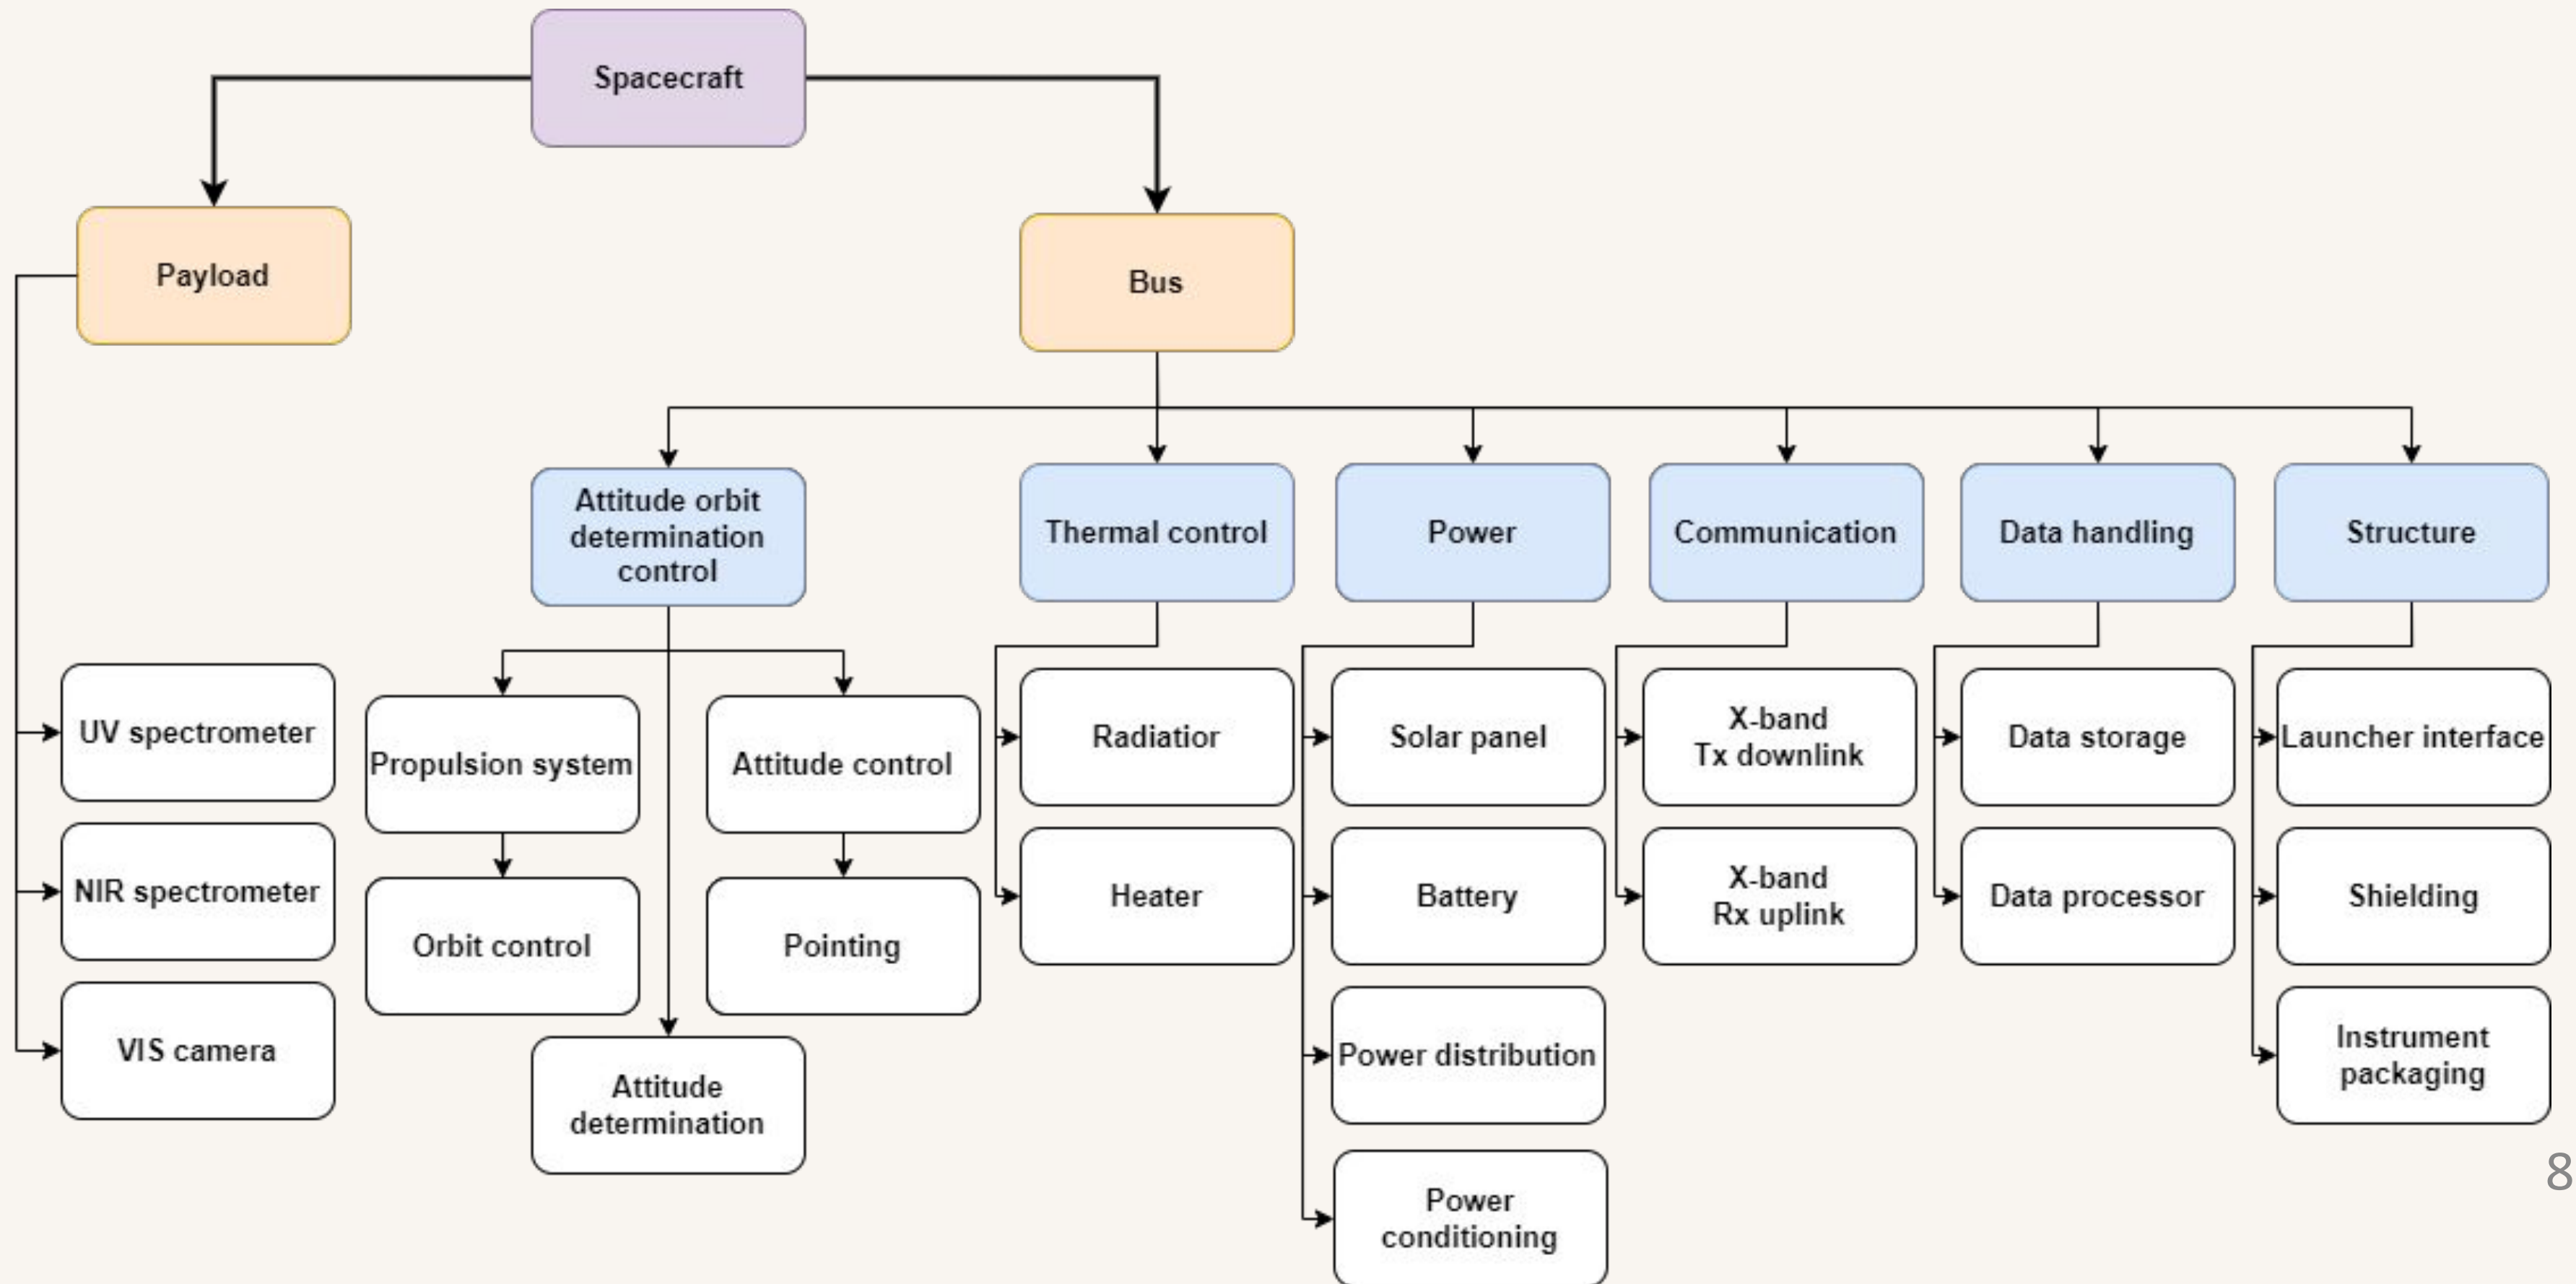 Spacecraft
Payload
Bus
Attitude orbit
determination
control
Thermal control
Power
Communication
Data handling
Structure
UV spectrometer
NIR spectrometer
VIS camera
Propulsion system
Orbit control
Attitude control
Pointing
Attitude
determination
Radiatior
Heater
Solar panel
Battery
Power distribution
Power
conditioning
X-band
Tx downlink
X-band
Rx uplink
Data storage
Data processor
Launcher interface
Shielding
Instrument
packaging
8